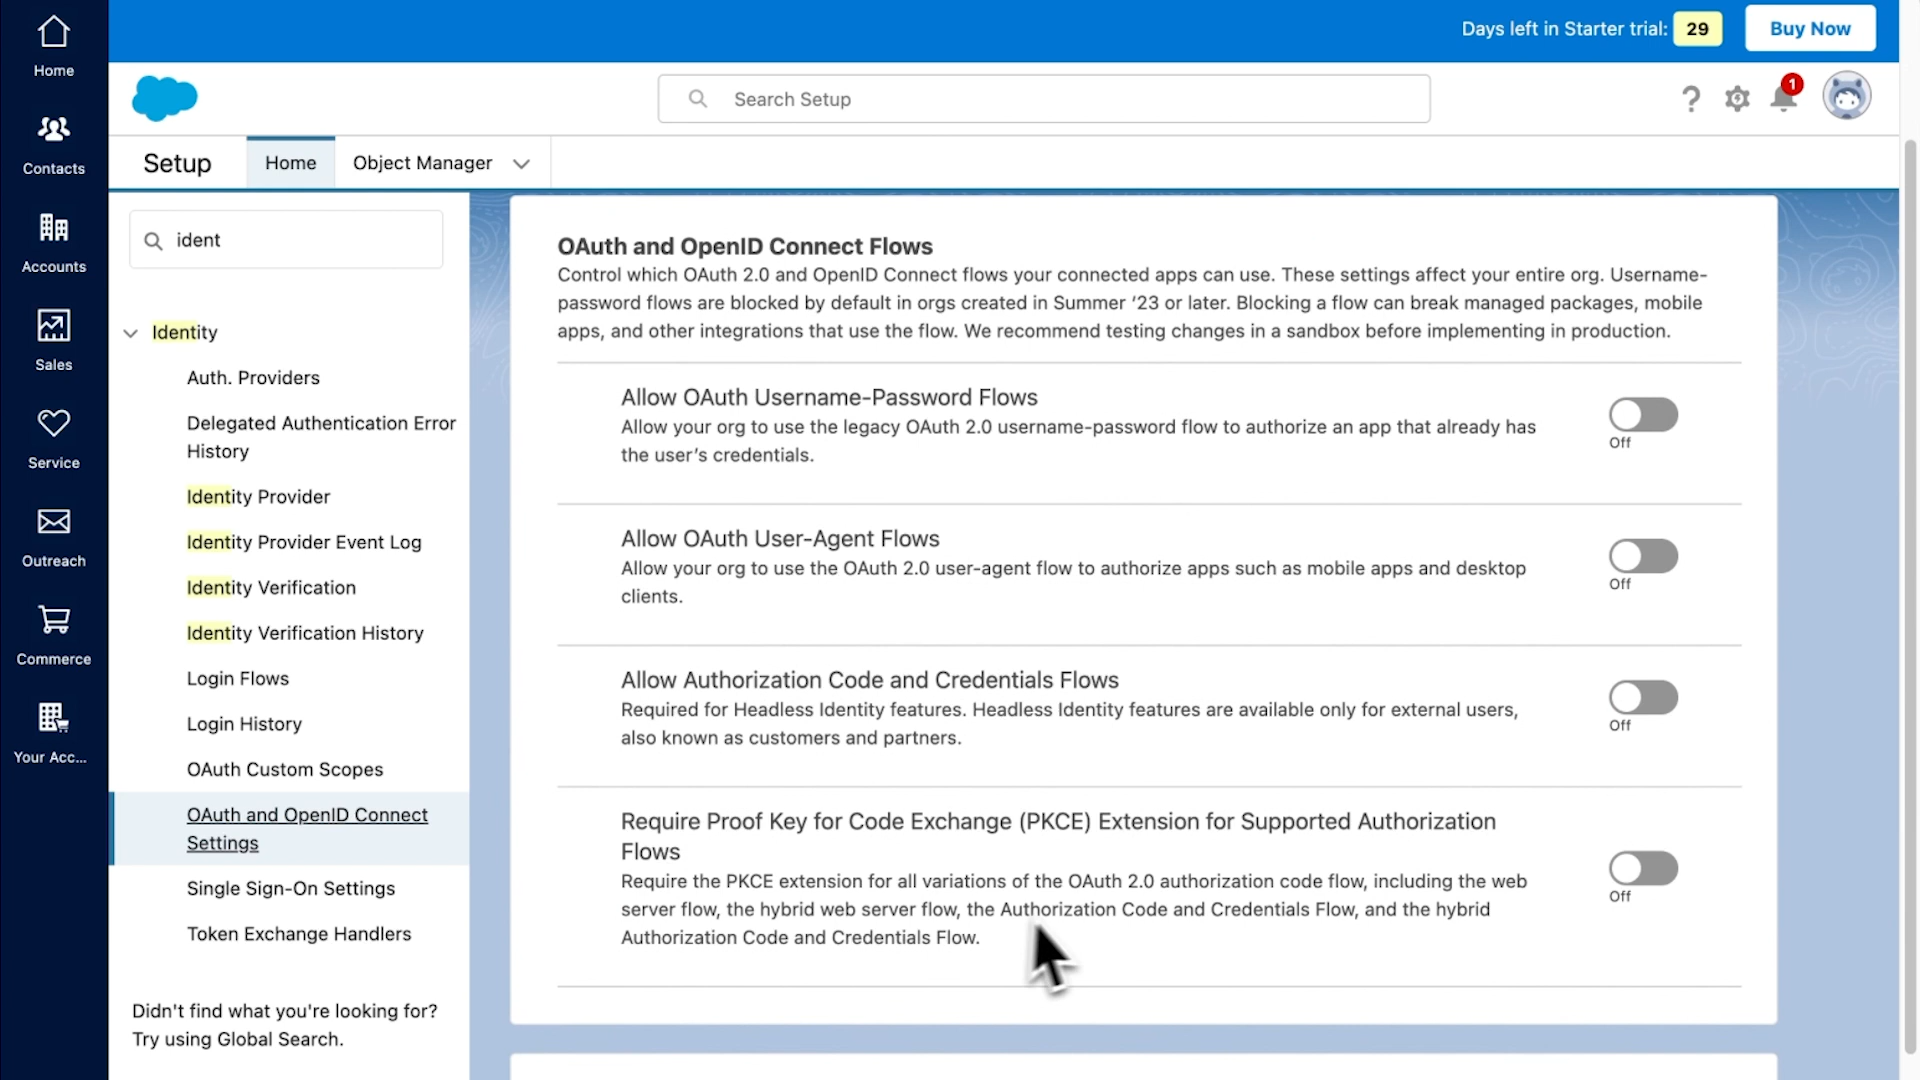 Home
Contacts
Accounts
Sales
Service
Outreach
Commerce
Your Acc...
Days left in Starter trial: 29 Buy Now
Search Setup
1
Setup Home Object Manager
ident
Identity
Auth. Providers
Delegated Authentication Error
History
Identity Provider
Identity Provider Event Log
Identity Verification
Identity Verification History
Login Flows
Login History
OAuth Custom Scopes
OAuth and OpenID Connect
Settings
Single Sign-On Settings
Token Exchange Handlers
Didn't find what you're looking for?
Try using Global Search.
OAuth and OpenID Connect Flows
Control which OAuth 2.0 and OpenID Connect flows your connected apps can use. These settings affect your entire org. Username-
password flows are blocked by default in orgs created in Summer ‘23 or later. Blocking a flow can break managed packages, mobile
apps, and other integrations that use the flow. We recommend testing changes in a sandbox before implementing in production.
Allow OAuth Username-Password Flows
Allow your org to use the legacy OAuth 2.0 username-password flow to authorize an app that already has
the user’s credentials.
Off
Allow OAuth User-Agent Flows
Allow your org to use the OAuth 2.0 user-agent flow to authorize apps such as mobile apps and desktop
clients.
Off
Allow Authorization Code and Credentials Flows
Required for Headless Identity features. Headless Identity features are available only for external users,
also known as customers and partners.
Off
Require Proof Key for Code Exchange (PKCE) Extension for Supported Authorization
Flows
Require the PKCE extension for all variations of the OAuth 2.0 authorization code flow, including the web
server flow, the hybrid web server flow, the Authorization Code and Credentials Flow, and the hybrid
Authorization Code and Credentials Flow.
Off